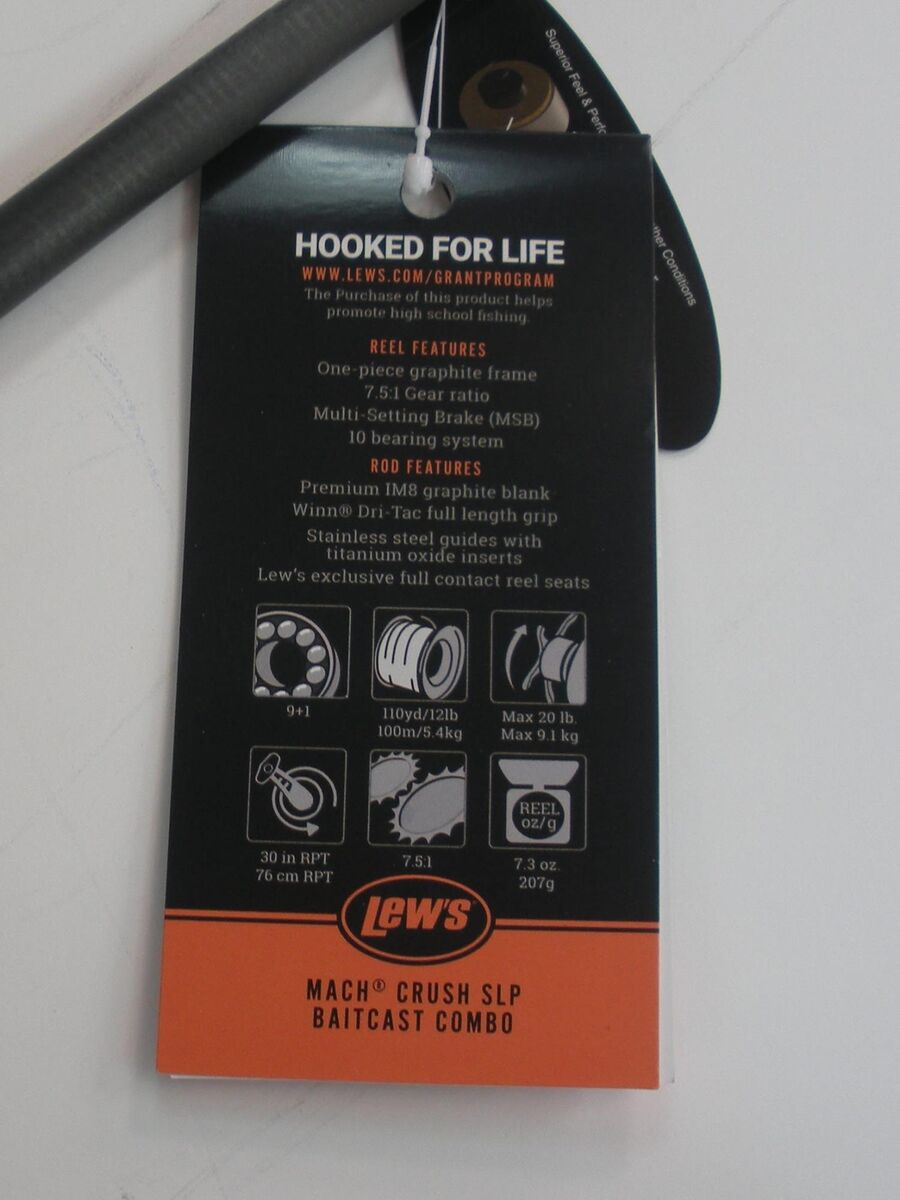 Superior Feel &
ther Conditions
HOOKED FOR LIFE
WWW.LEWS.COM/GRANTPROGRAM
The Purchase of this product helps
promote high school fishing.
REEL FEATURES
One-piece graphite frame
7.5:1 Gear ratio
Multi-Setting Brake (MSB)
10 bearing system
ROD FEATURES
Premium IM8 graphite blank
Winn® Dri-Tac full length grip
Stainless steel guides with
titanium oxide inserts
Lew's exclusive full contact reel seats
9+1
110yd/12lb
100m/5.4kg
Max 20 lb.
Max 9.1 kg
30 in RPT
76 cm RPT
7.5:1
REEL
oz/g
7.3 oz.
207g
Lew's®
MACH® CRUSH SLP
BAITCAST COMBO